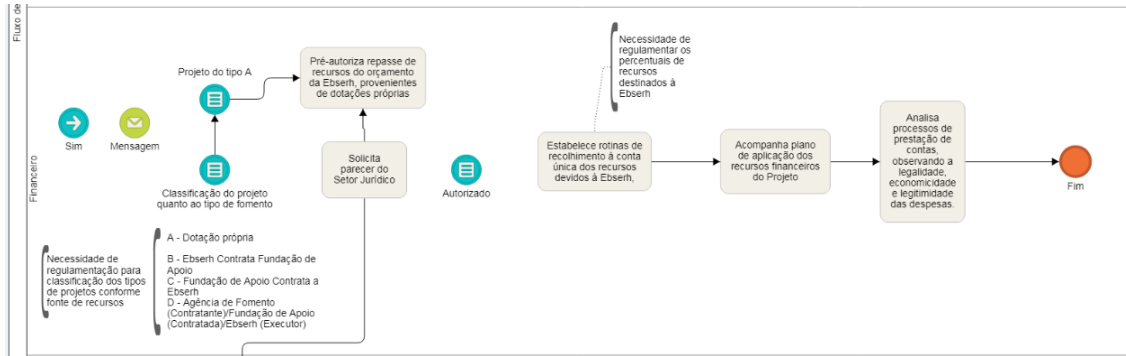 Fluxo de
Financeiro
Sim
Mensagem
Projeto do tipo A
Classificação do projeto
quanto ao tipo de fomento
Pré-autoriza repasse de
recursos do orçamento
da Ebserh, provenientes
de dotações próprias
Solicita
parecer do
Setor Jurídico
Autorizado
Necessidade de
regulamentação para
classificação dos tipos
de projetos conforme
fonte de recursos
A - Dotação própria
B - Ebserh Contrata Fundação de
Apoio
C - Fundação de Apoio Contrata a
Ebserh
D - Agência de Fomento
(Contratante)/Fundação de Apoio
(Contratada)/Ebserh (Executor)
Necessidade de
regulamentar os
percentuais de
recursos
destinados à
Ebserh
Estabelece rotinas de
recolhimento à conta
única dos recursos
devidos à Ebserh,
Acompanha plano
de aplicação dos
recursos financeiros
do Projeto
Analisa
processos de
prestação de
contas,
observando a
legalidade,
economicidade
e legitimidade
das despesas.
Fim